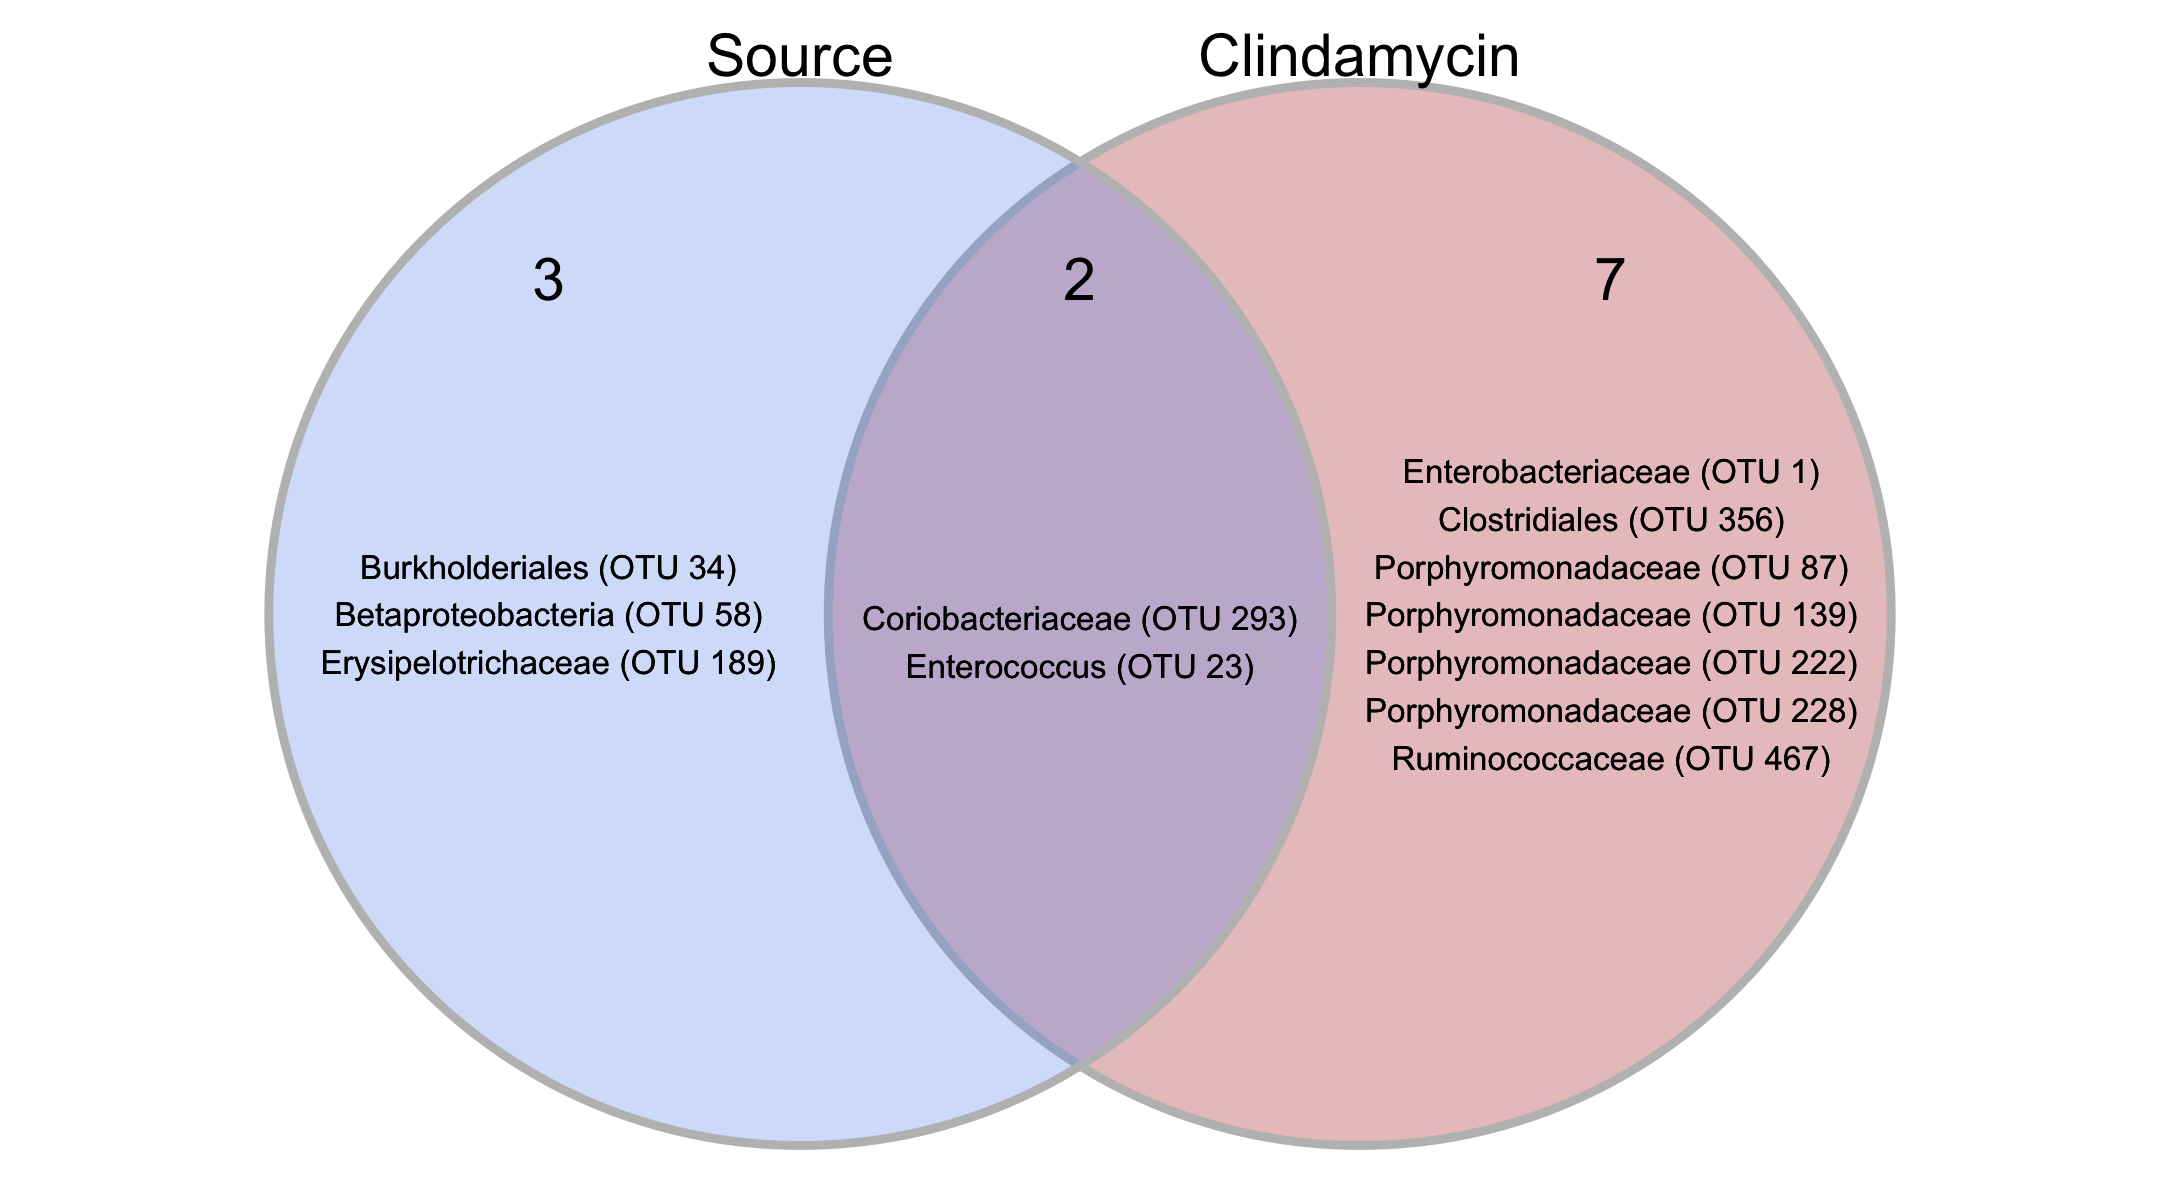 Source
Clindamycin
3
2
7
Burkholderiales (OTU 34)
Betaproteobacteria (OTU 58)
Erysipelotrichaceae (OTU 189)
Coriobacteriaceae (OTU 293)
Enterococcus (OTU 23)
Enterobacteriaceae (OTU 1)
Clostridiales (OTU 356)
Porphyromonadaceae (OTU 87)
Porphyromonadaceae (OTU 139)
Porphyromonadaceae (OTU 222)
Porphyromonadaceae (OTU 228)
Ruminococcaceae (OTU 467)